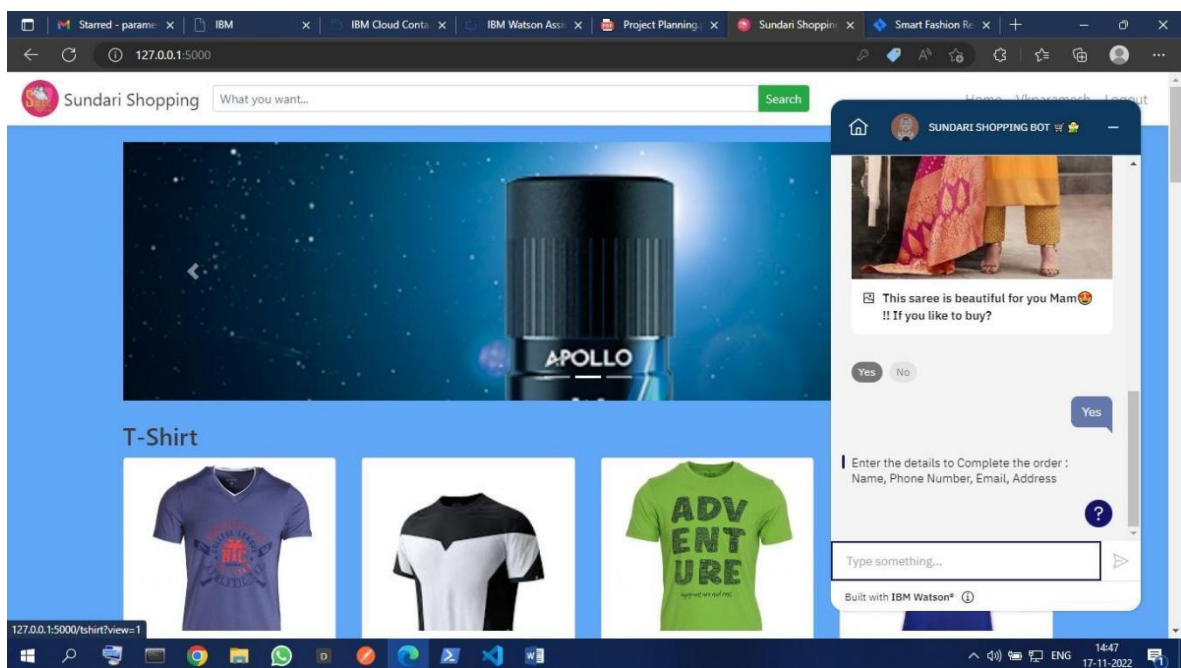 Starred - parame
IBM
IBM Cloud Conta
IBM Watson Assi
Project Planning.
Sundari Shoppin
Smart Fashion Re
127.0.0.1:5000
Sundari Shopping
What you want...
Search
SUNDARI SHOPPING BOT
This saree is beautiful for you Mam
!! If you like to buy?
Yes
No
Yes
Enter the details to Complete the order :
Name, Phone Number, Email, Address
?
Type something...
Built with IBM Watson®
APOLLO
T-Shirt
ADV
ENT
URE
127.0.0.1:5000/tshirt?view=1
ENG
14:47
17-11-2022